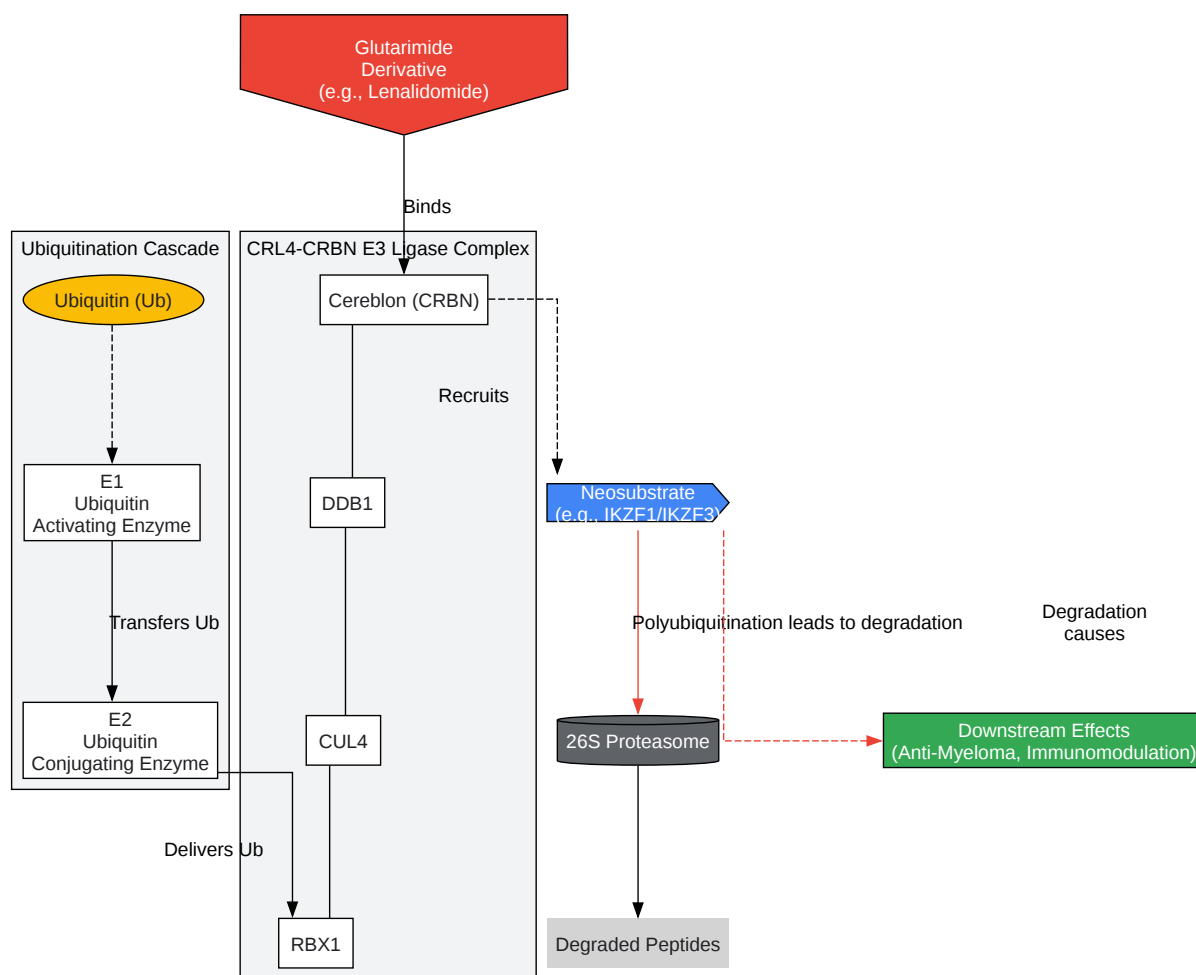 Glutarimide
Derivative
(e.g., Lenalidomide)
Binds
Ubiquitination Cascade
CRL4-CRBN E3 Ligase Complex
Ubiquitin (Ub)
Cereblon (CRBN)
Recruits
E1
Ubiquitin
Activating Enzyme
DDB1
Neosubstrate
(e.g., IKZF1/IKZF3)
Transfers Ub
Polyubiquitination leads to degradation
Degradation
causes
E2
Ubiquitin
Conjugating Enzyme
CUL4
26S Proteasome
Downstream Effects
(Anti-Myeloma, Immunomodulation)
Delivers Ub
RBX1
Degraded Peptides